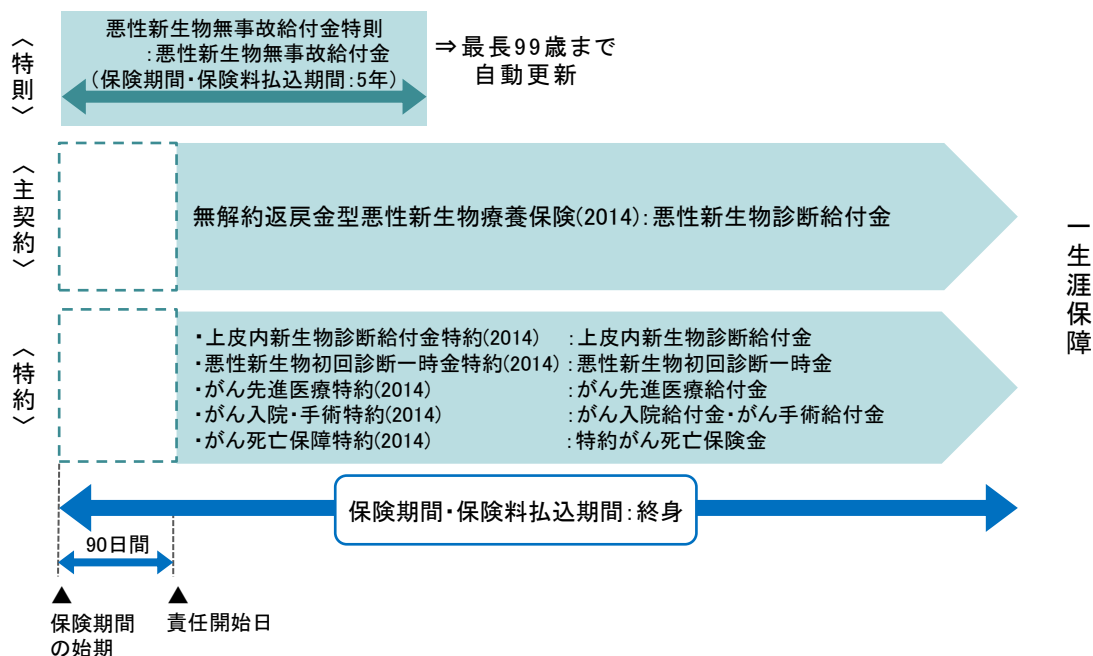 〈特則〉
悪性新生物無事故給付金特則
:悪性新生物無事故給付金
(保険期間・保険料払込期間:5年)
⇒最長99歳まで
自動更新
〈主契約〉
無解約返戻金型悪性新生物療養保険(2014):悪性新生物診断給付金
〈特約〉
・上皮内新生物診断給付金特約(2014) :上皮内新生物診断給付金
・悪性新生物初回診断一時金特約(2014):悪性新生物初回診断一時金
・がん先進医療特約(2014) :がん先進医療給付金
・がん入院・手術特約(2014) :がん入院給付金・がん手術給付金
・がん死亡保障特約(2014) :特約がん死亡保険金
一生涯保障
保険期間・保険料払込期間:終身
90日間
▲
保険期間
の始期
▲
責任開始日